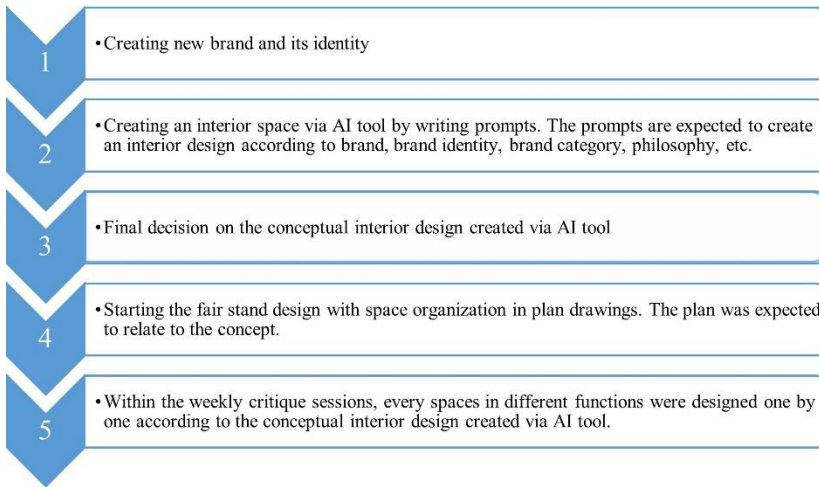 1
•Creating new brand and its identity
2
•Creating an interior space via AI tool by writing prompts. The prompts are expected to create
an interior design according to brand, brand identity, brand category, philosophy, etc.
3
•Final decision on the conceptual interior design created via AI tool
4
•Starting the fair stand design with space organization in plan drawings. The plan was expected
to relate to the concept.
5
•Within the weekly critique sessions, every spaces in different functions were designed one by
one according to the conceptual interior design created via AI tool.